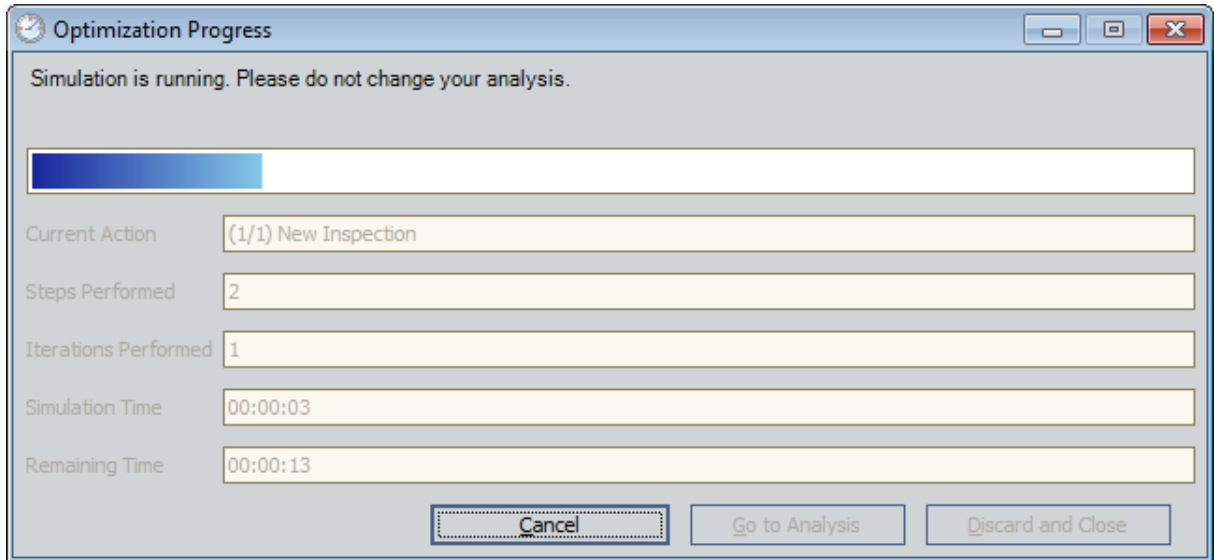 Optimization Progress
Simulation is running. Please do not change your analysis.
Current Action (1/1) New Inspection
Steps Performed 2
Iterations Performed 1
Simulation Time 00:00:03
Remaining Time 00:00:13
Cancel Go to Analysis Discard and Close